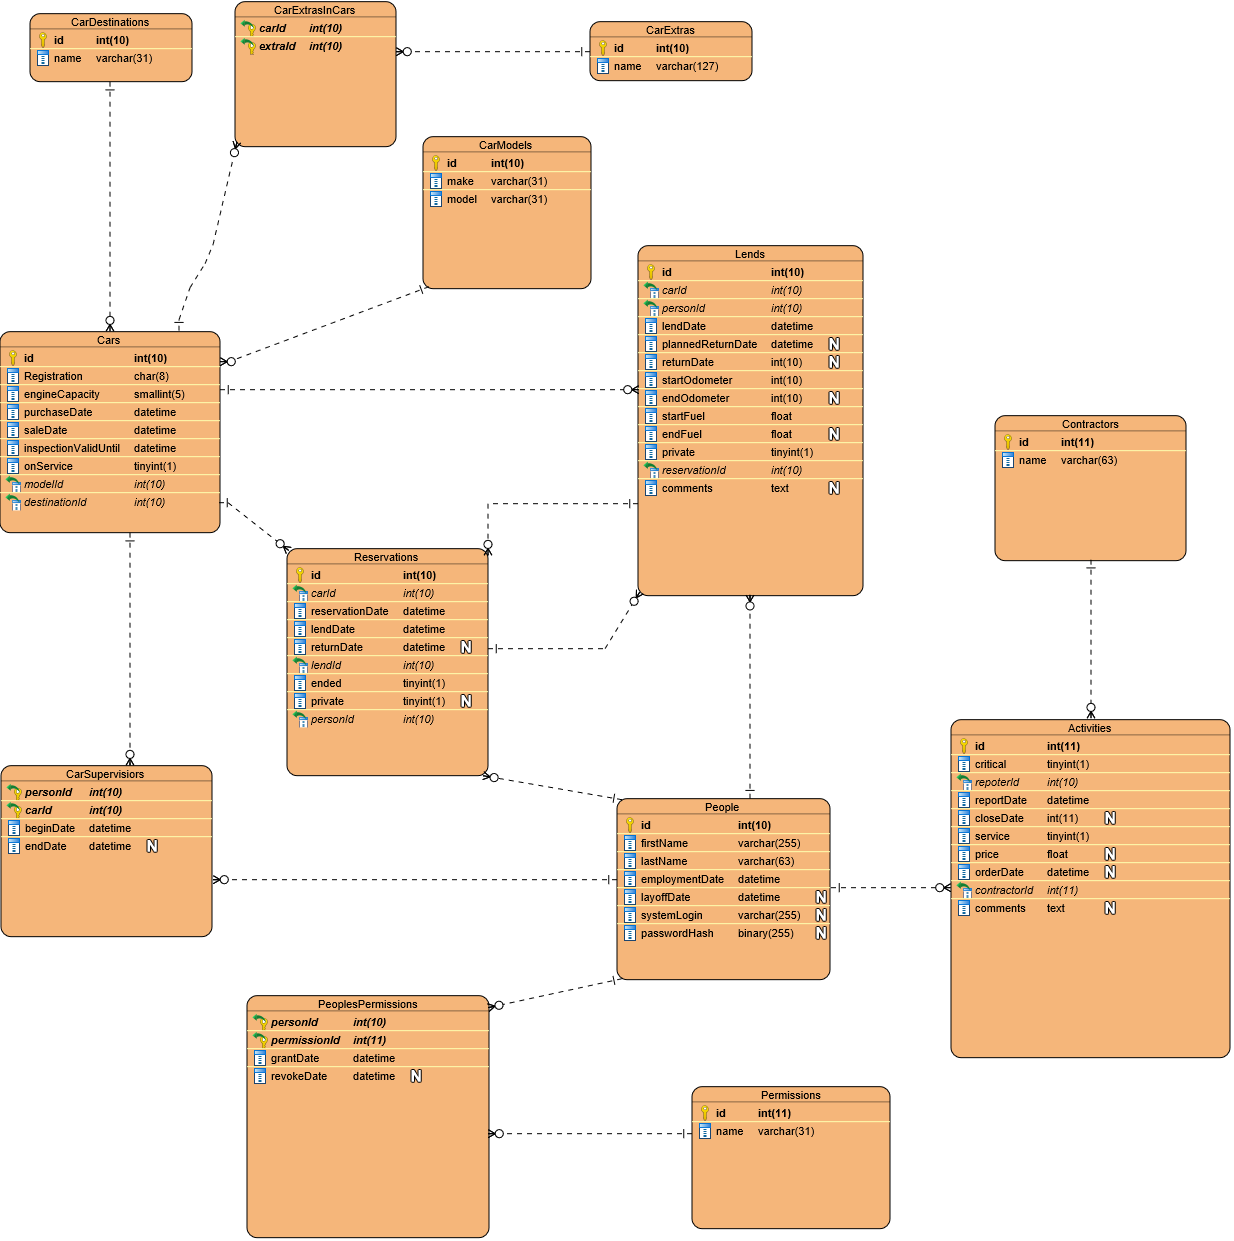 CarDestinations
id int(10)
name varchar(31)
CarExtrasInCars
carId int(10)
extraId int(10)
CarExtras
id int(10)
name varchar(127)
CarModels
id int(10)
make varchar(31)
model varchar(31)
Lends
id int(10)
carId int(10)
personId int(10)
lendDate datetime
plannedReturnDate datetime N
returnDate int(10) N
startOdometer int(10)
endOdometer int(10) N
startFuel float
endFuel float N
private tinyint(1)
reservationId int(10)
comments text N
Cars
id int(10)
Registration char(8)
engineCapacity smallint(5)
purchaseDate datetime
saleDate datetime
inspectionValidUntil datetime
onService tinyint(1)
modelId int(10)
destinationId int(10)
Contractors
id int(11)
name varchar(63)
Reservations
id int(10)
carId int(10)
reservationDate datetime
lendDate datetime
returnDate datetime N
lendId int(10)
ended tinyint(1)
private tinyint(1) N
personId int(10)
Activities
id int(11)
critical tinyint(1)
repoterId int(10)
reportDate datetime
closeDate int(11) N
service tinyint(1)
price float N
orderDate datetime N
contractorId int(11)
comments text N
CarSupervisiors
personId int(10)
carId int(10)
beginDate datetime
endDate datetime N
People
id int(10)
firstName varchar(255)
lastName varchar(63)
employmentDate datetime
layoffDate datetime N
systemLogin varchar(255) N
passwordHash binary(255) N
PeoplesPermissions
personId int(10)
permissionId int(11)
grantDate datetime
revokeDate datetime N
Permissions
id int(11)
name varchar(31)